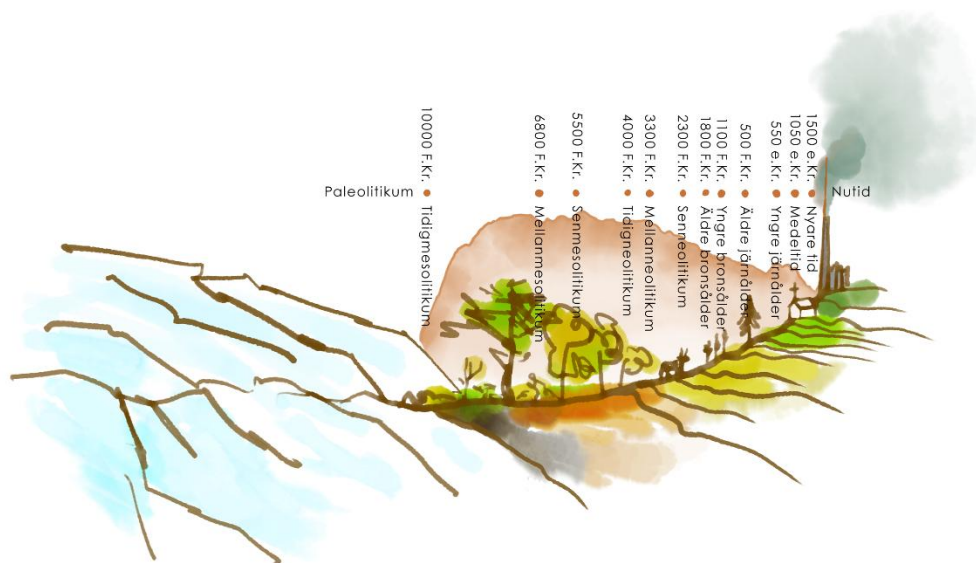 Paleolitikum
10000 F.Kr. • Tidigmesolitikum
6800 F.Kr. • Mellanmesolitikum
5500 F.Kr. • Senmesolitikum
4000 F.Kr. • Tidigneolitikum
3300 F.Kr. • Mellanneolitikum
2300 F.Kr. • Senneolitikum
1800 F.Kr. • Äldre bronsålder
1100 F.Kr. • Yngre bronsålder
500 F.Kr. • Äldre järnålder
550 e.Kr. • Yngre järnålder
1050 e.Kr. • Medeltid
1500 e.Kr. • Nyare tid
Nutid